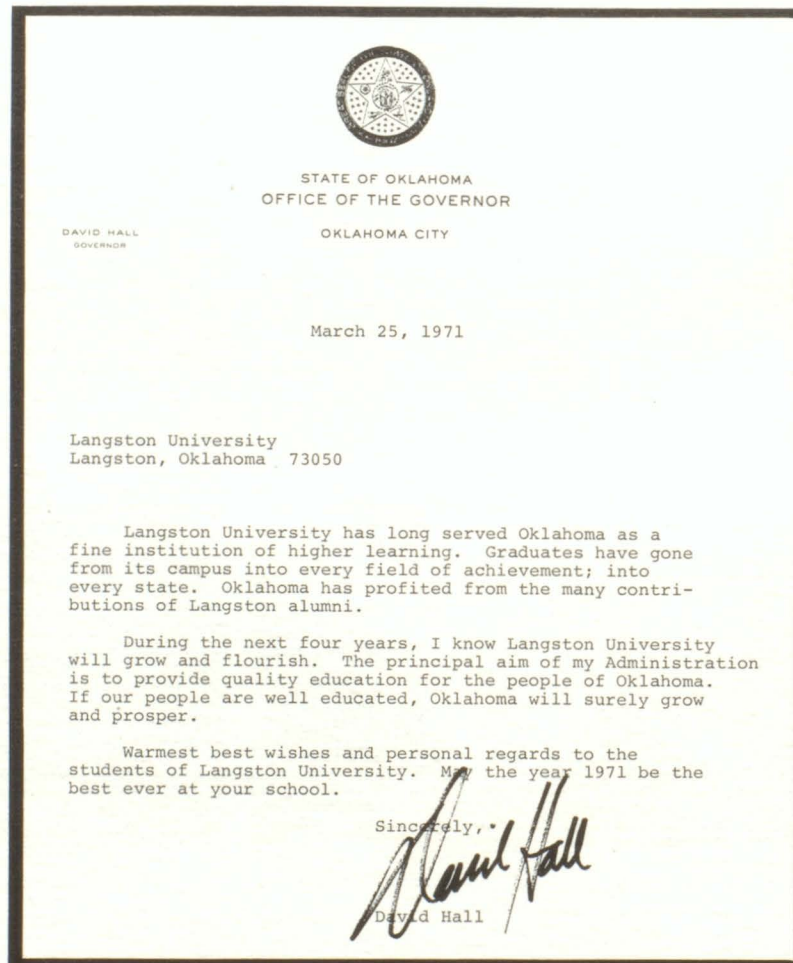 STATE OF OKLAHOMA
OFFICE OF THE GOVERNOR
DAVID HALL
GOVERNOR
OKLAHOMA CITY
March 25, 1971
Langston University
Langston, Oklahoma 73050
Langston University has long served Oklahoma as a
fine institution of higher learning. Graduates have gone
from its campus into every field of achievement; into
every state. Oklahoma has profited from the many contri-
butions of Langston alumni.
During the next four years, I know Langston University
will grow and flourish. The principal aim of my Administration
is to provide quality education for the people of Oklahoma.
If our people are well educated, Oklahoma will surely grow
and prosper.
Warmest best wishes and personal regards to the
students of Langston University. May the year 1971 be the
best ever at your school.
Sincerely,
David Hall
David Hall